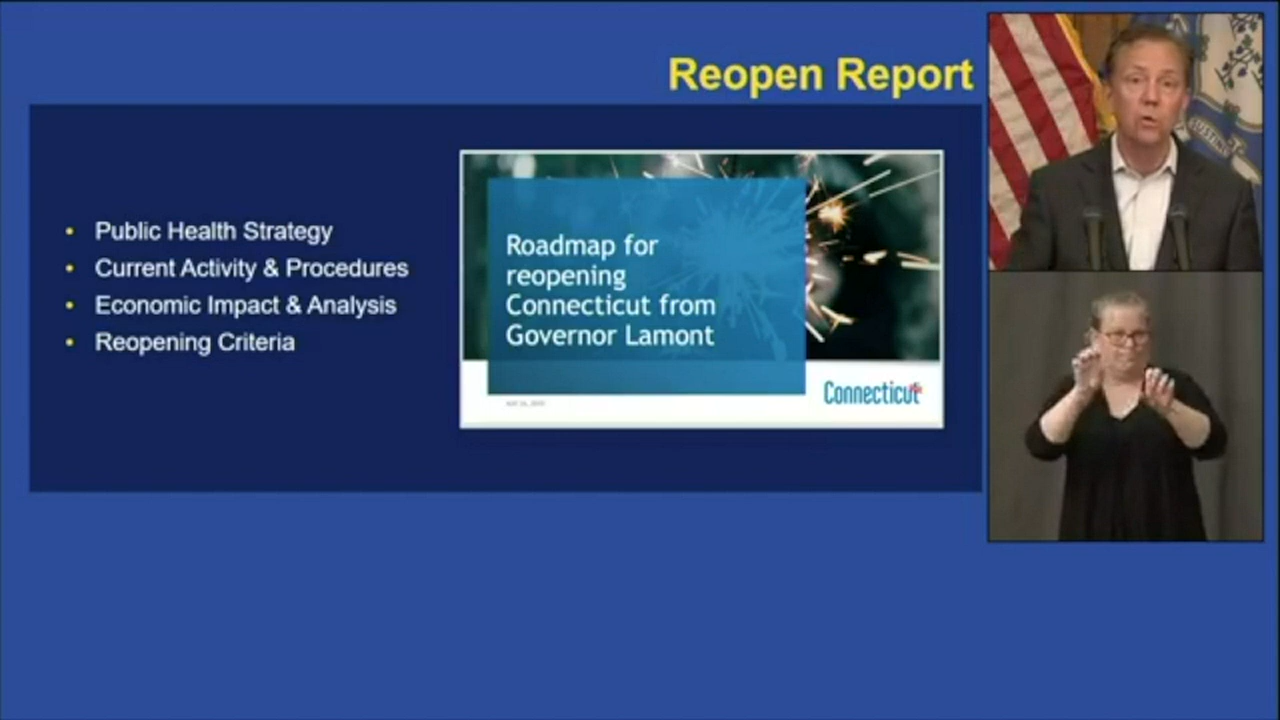 Reopen Report
• Public Health Strategy
• Current Activity & Procedures
• Economic Impact & Analysis
• Reopening Criteria
Roadmap for
reopening
Connecticut from
Governor Lamont
Connecticut